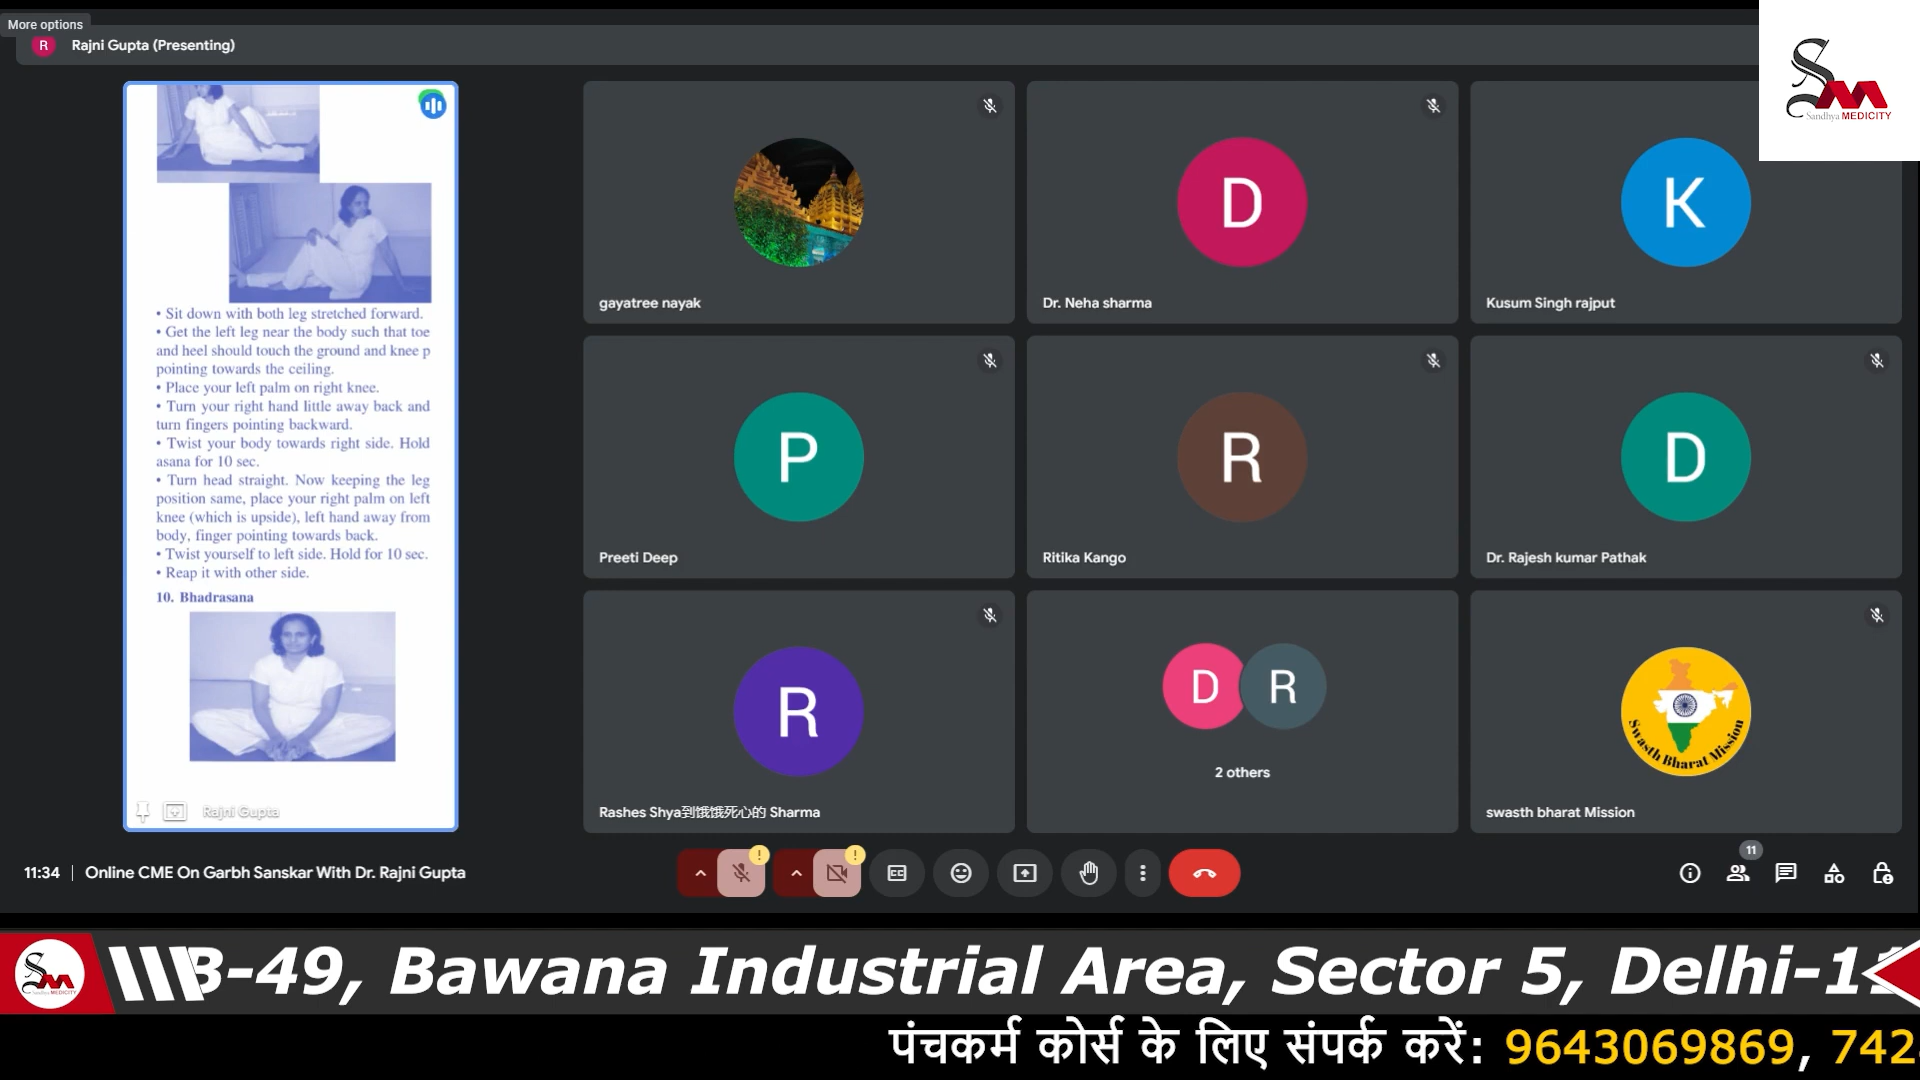 More options
R Rajni Gupta (Presenting)
SM
Sandhya MEDICITY
• Sit down with both leg stretched forward.
• Get the left leg near the body such that toe
and heel should touch the ground and knee p
pointing towards the ceiling.
• Place your left palm on right knee.
• Turn your right hand little away back and
turn fingers pointing backward.
• Twist your body towards right side. Hold
asana for 10 sec.
• Turn head straight. Now keeping the leg
position same, place your right palm on left
knee (which is upside), left hand away from
body, finger pointing towards back.
• Twist yourself to left side. Hold for 10 sec.
• Reap it with other side.
10. Bhadrasana
Rajni Gupta
gayatree nayak
D
Dr. Neha sharma
K
Kusum Singh rajput
P
Preeti Deep
R
Ritika Kango
D
Dr. Rajesh kumar Pathak
R
Rashes Shya到饿饿死心的 Sharma
D R
2 others
Swasth Bharat Mission
swasth bharat Mission
11:34 | Online CME On Garbh Sanskar With Dr. Rajni Gupta
! !
CC
11
SM
Sandhya MEDICITY
B-49, Bawana Industrial Area, Sector 5, Delhi-11
पंचकर्म कोर्स के लिए संपर्क करें: 9643069869, 742